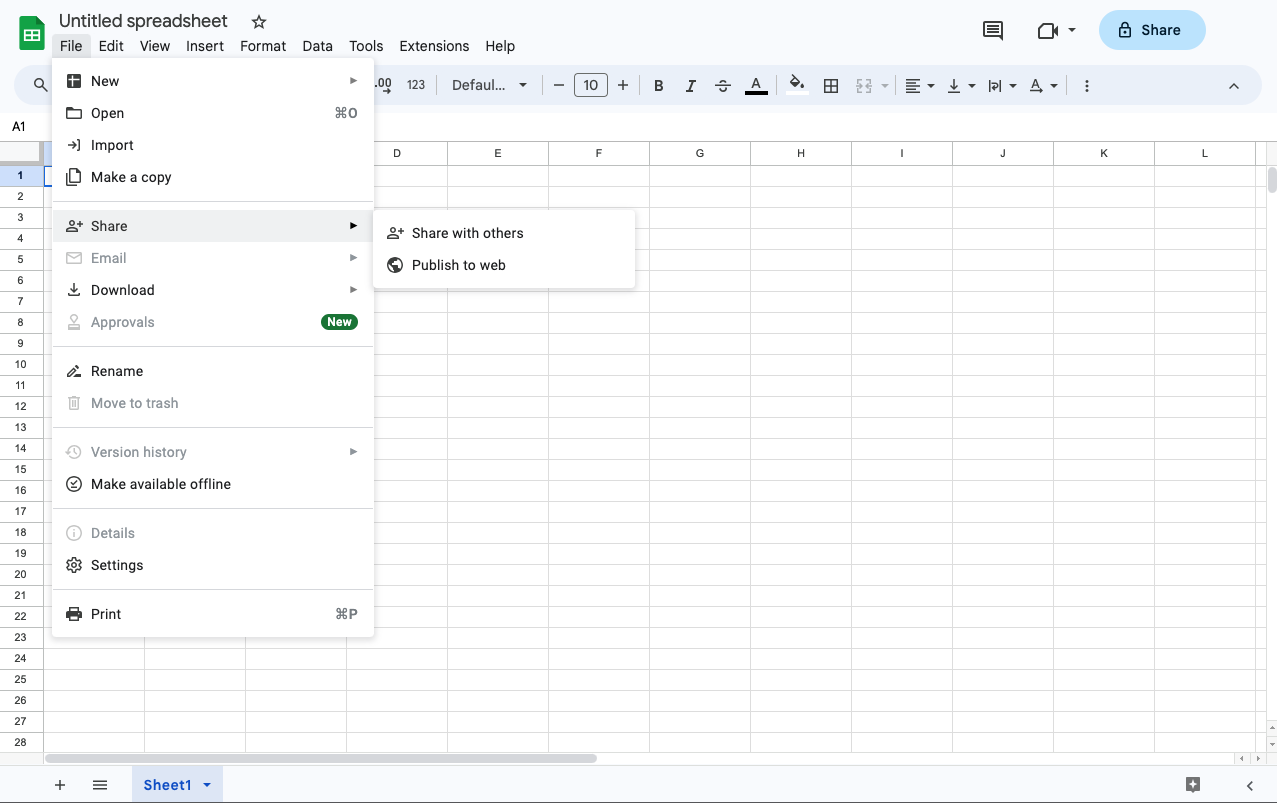 Untitled spreadsheet
File Edit View Insert Format Data Tools Extensions Help
Share
.00 123 Defaul... 10 B I A A
A1
D E F G H I J K L
1
2
3
4
5
6
7
8
9
10
11
12
13
14
15
16
17
18
19
20
21
22
23
24
25
26
27
28
New
Open ⌘O
Import
Make a copy
Share
Email
Download
Approvals New
Rename
Move to trash
Version history
Make available offline
Details
Settings
Print ⌘P
Share with others
Publish to web
Sheet1